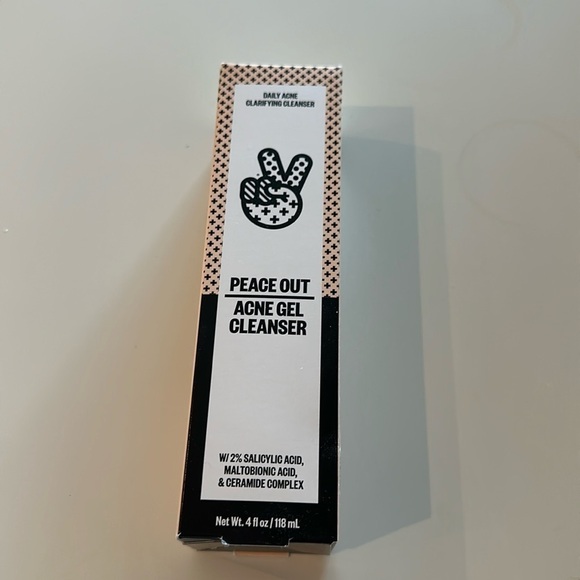 DAILY ACNE
CLARIFYING CLEANSER
PEACE OUT
ACNE GEL
CLEANSER
W/ 2% SALICYLIC ACID,
MALTOBIONIC ACID,
& CERAMIDE COMPLEX
Net Wt. 4 fl oz / 118 mL